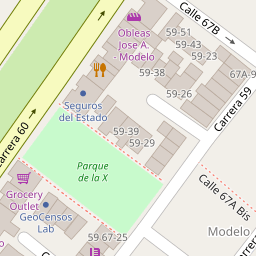 Calle 67B
Obleas
Jose A.
- Modelo
59-51
59-43
59-23
59-38
67A-9
59-26
Seguros
del Estado
Carrera 59
Carrera 60
59-39
59-29
Parque
de la X
Calle 67A Bis
Grocery
Outlet
GeoCensos
Lab
Modelo
59 67-25